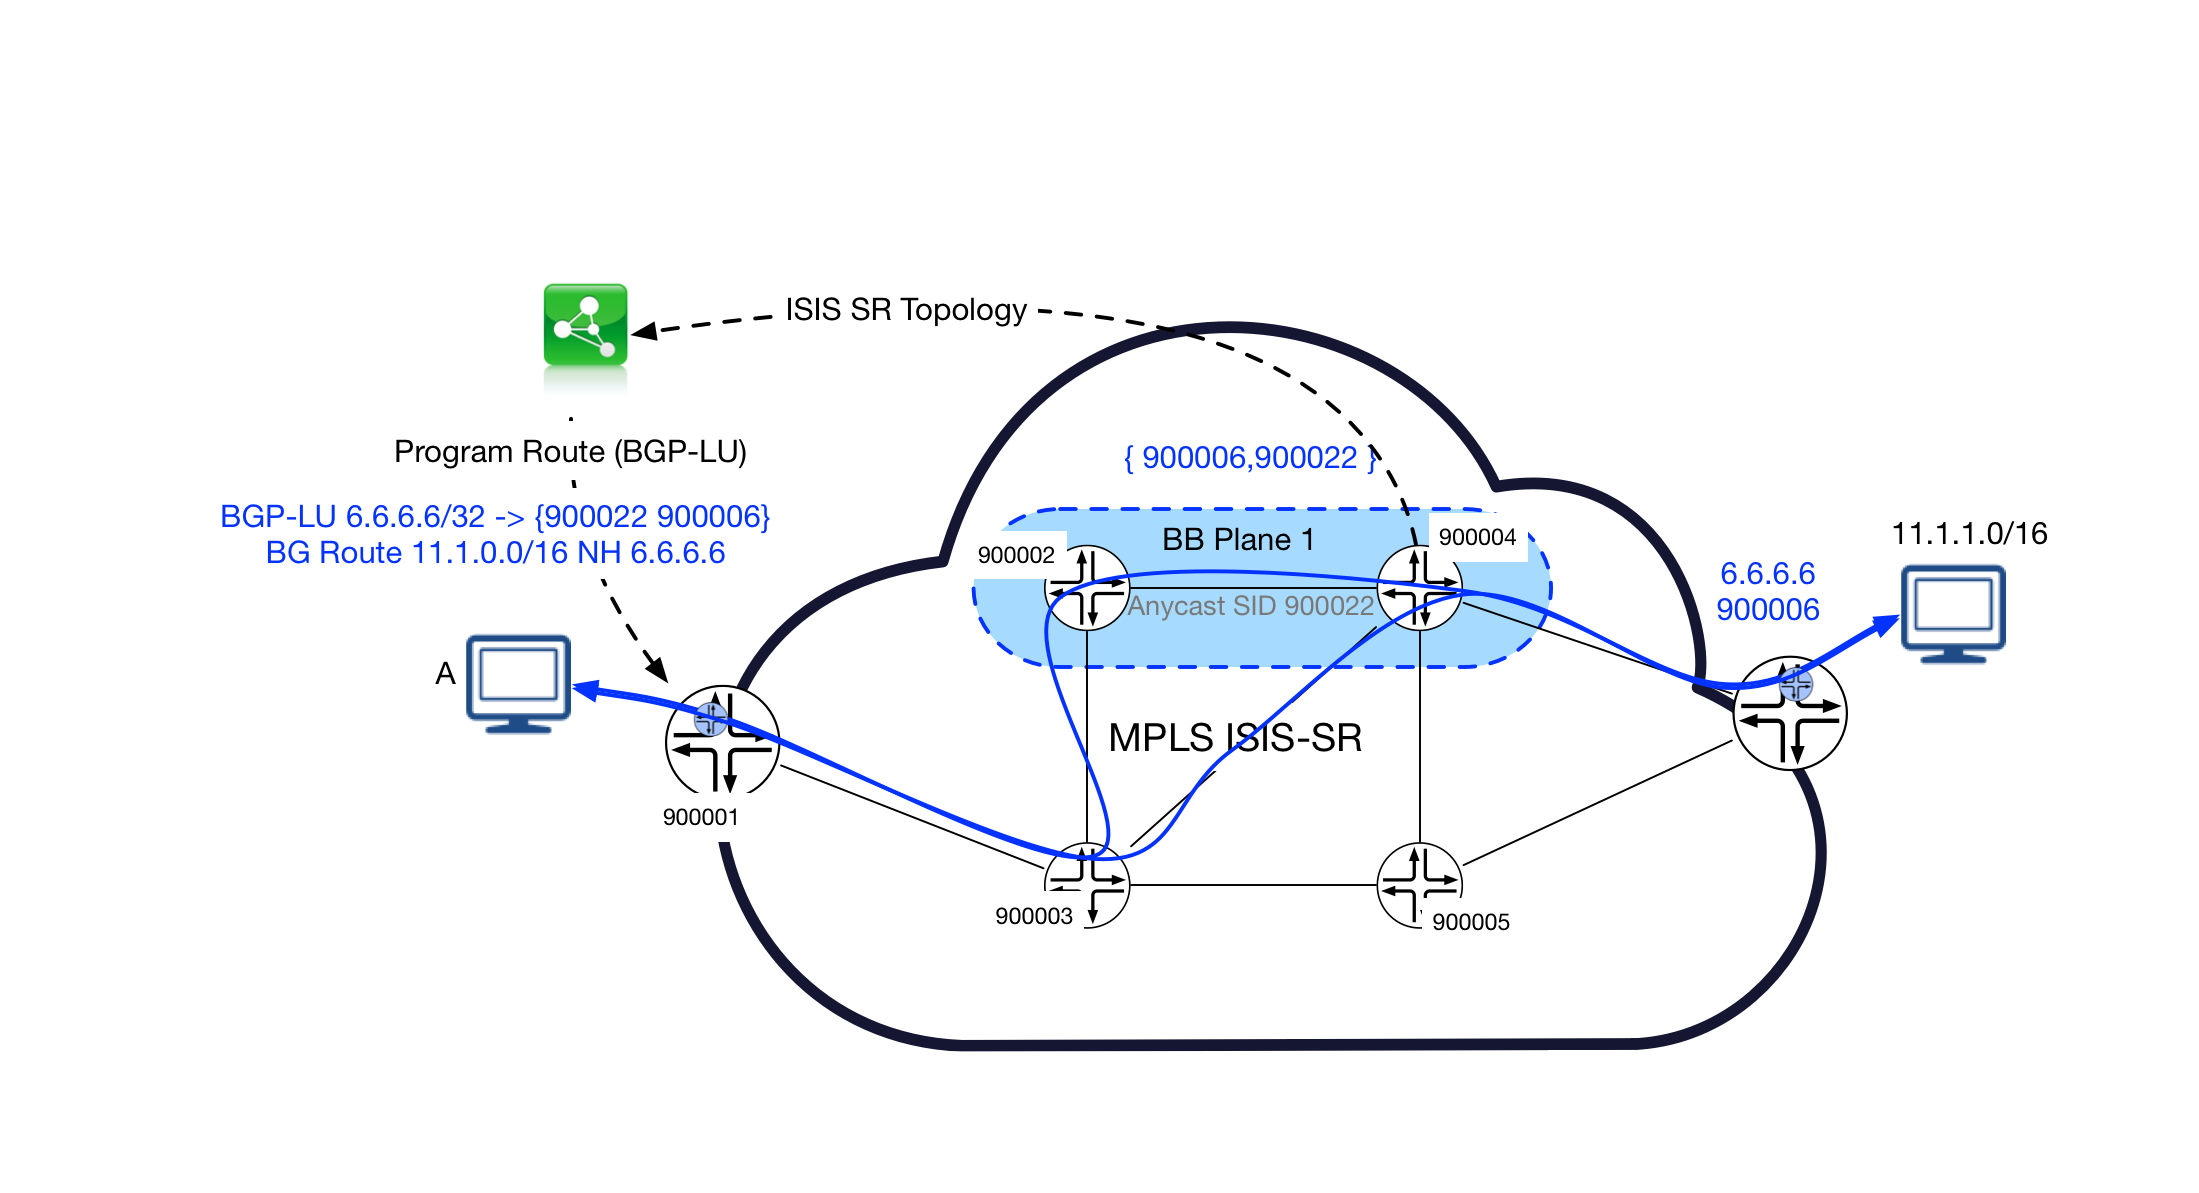 ISIS SR Topology
Program Route (BGP-LU)
{ 900006,900022 }
BGP-LU 6.6.6.6/32 -> {900022 900006}
BG Route 11.1.0.0/16 NH 6.6.6.6
BB Plane 1
900002
900004
11.1.1.0/16
6.6.6.6
900006
Anycast SID 900022
A
MPLS ISIS-SR
900001
900003
900005